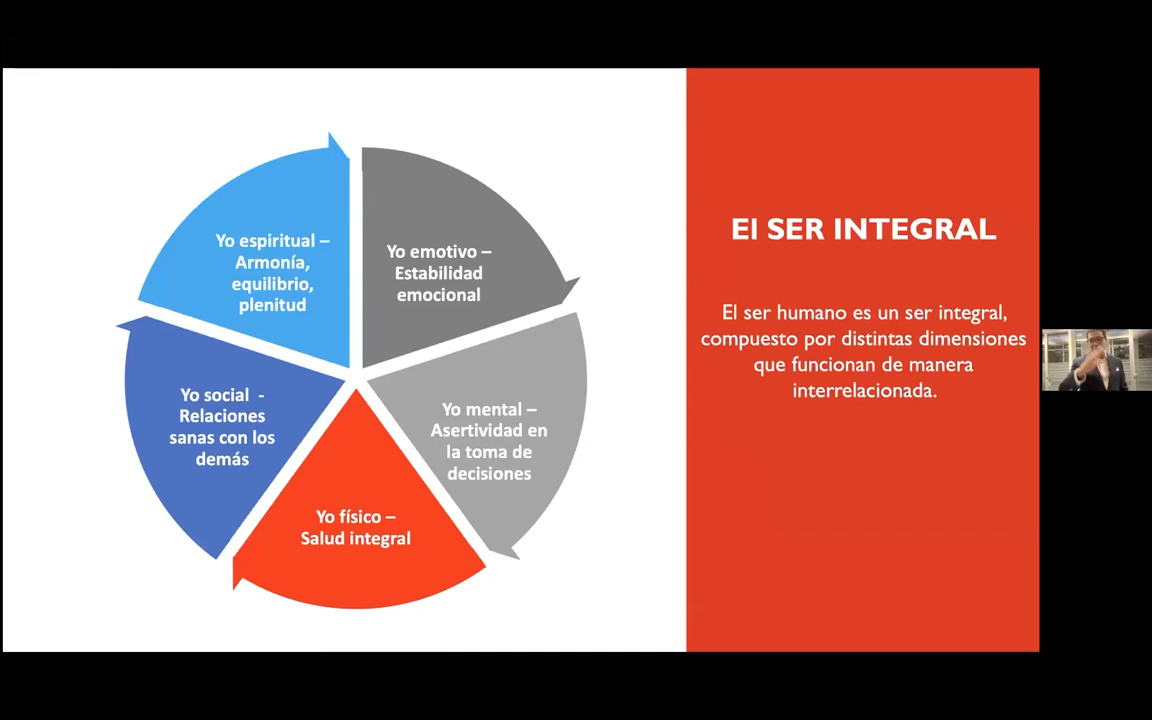 Yo espiritual –
Armonía,
equilibrio,
plenitud
Yo emotivo –
Estabilidad
emocional
Yo social  -
Relaciones
sanas con los
demás
Yo mental –
Asertividad en
la toma de
decisiones
Yo físico –
Salud integral
El SER INTEGRAL
El ser humano es un ser integral,
compuesto por distintas dimensiones
que funcionan de manera
interrelacionada.